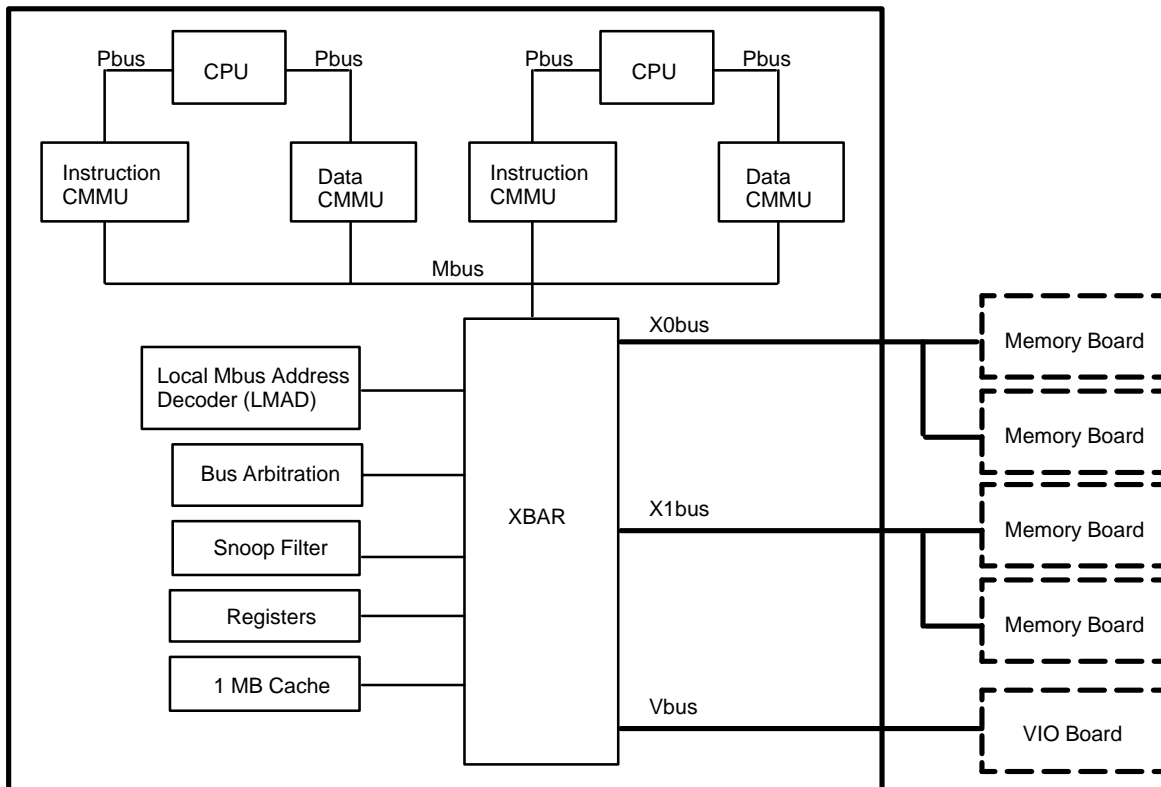 Pbus
CPU
Pbus
Pbus
CPU
Pbus
Instruction
CMMU
Data
CMMU
Instruction
CMMU
Data
CMMU
Mbus
X0bus
Memory Board
Local Mbus Address
Decoder (LMAD)
Memory Board
Bus Arbitration
XBAR
X1bus
Memory Board
Snoop Filter
Registers
Memory Board
1 MB Cache
Vbus
VIO Board